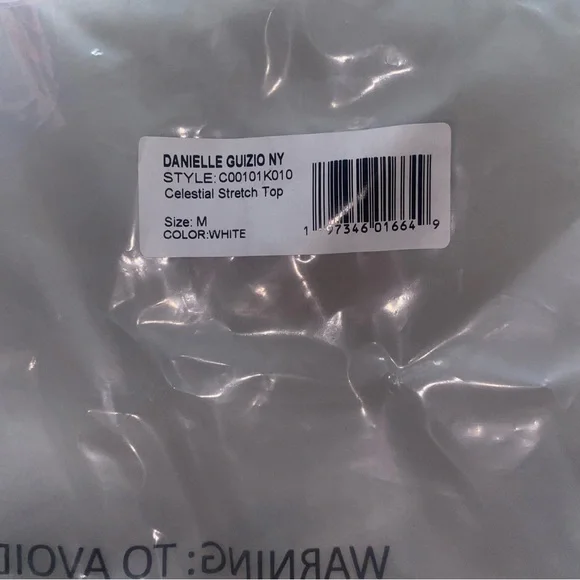 DANIELLE GUIZIO NY
STYLE:C00101K010
Celestial Stretch Top
Size: M
COLOR:WHITE
1 97346 01664 9
WARNING: TO AVOID